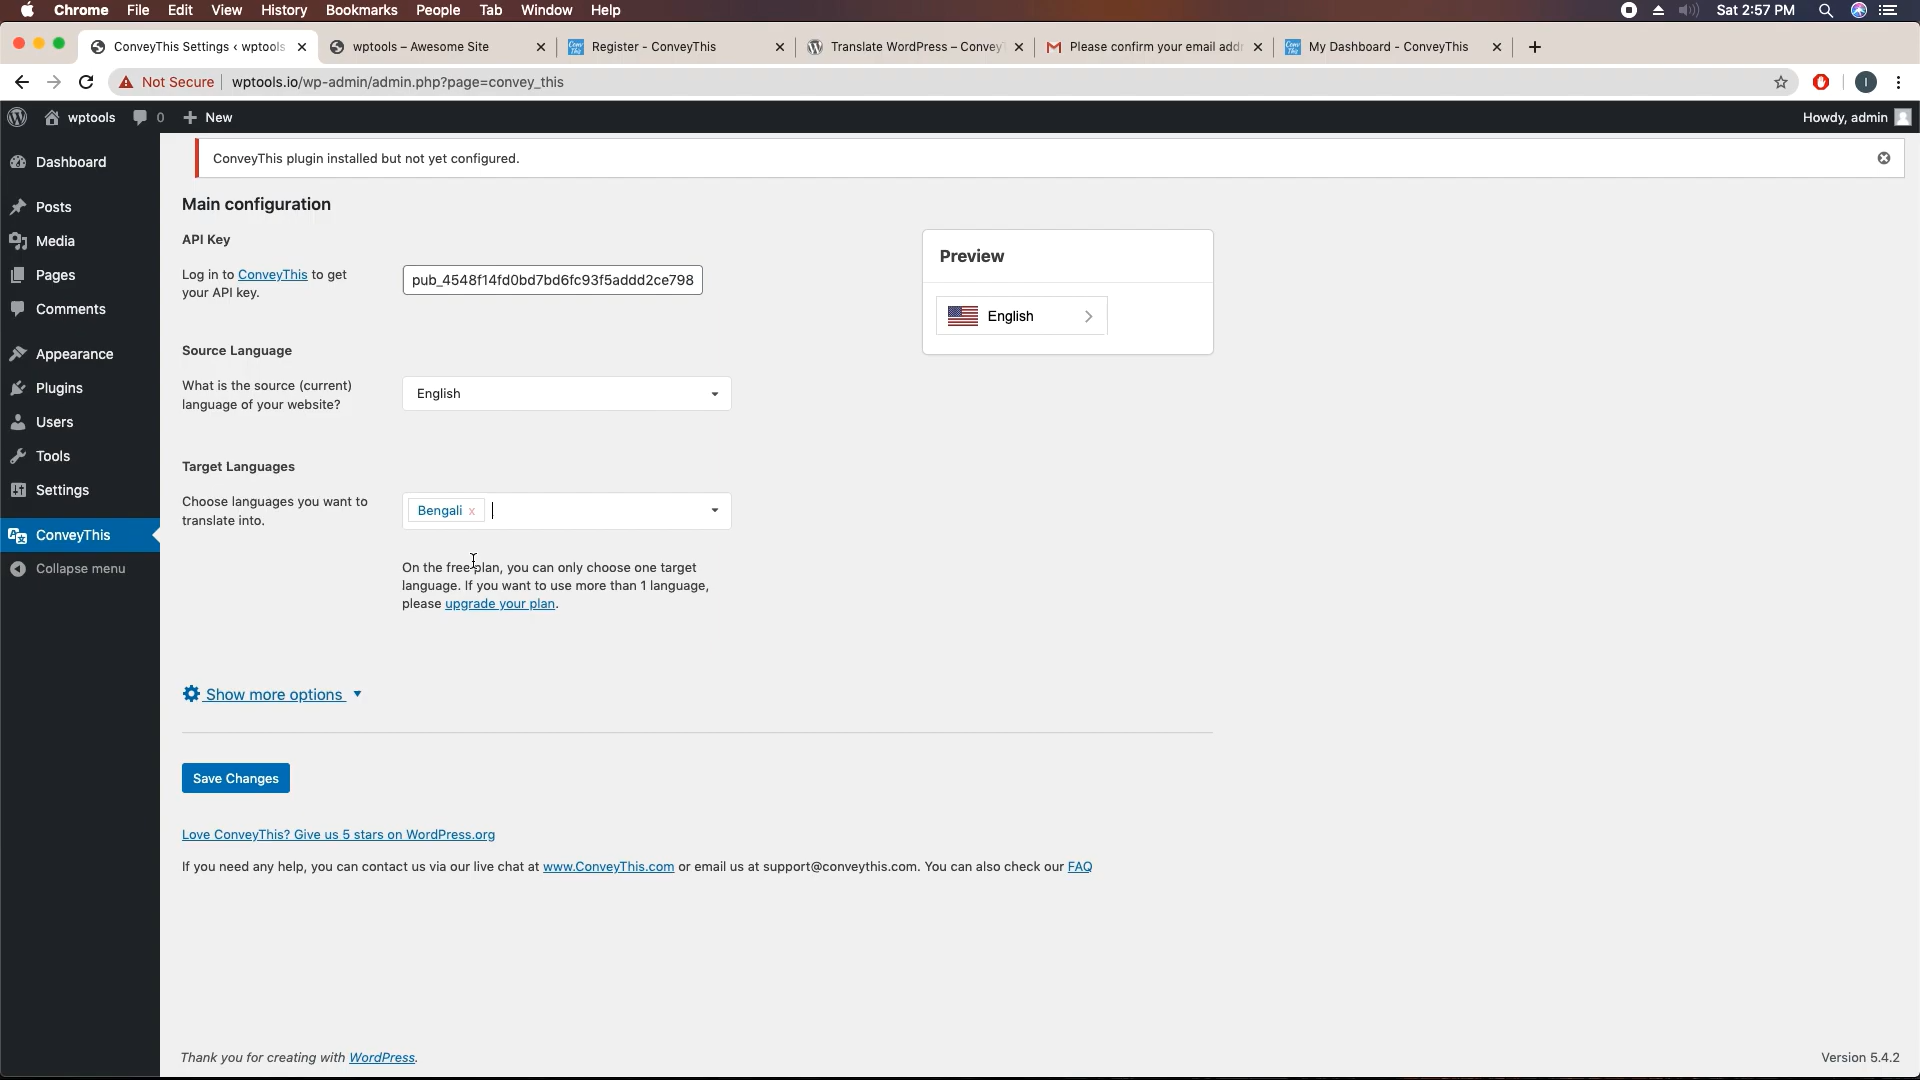 Chrome File Edit View History Bookmarks People Tab Window Help Sat 2:57 PM
ConveyThis Settings ‹ wptools wptools – Awesome Site Register - ConveyThis Translate WordPress – Convey Please confirm your email addr My Dashboard - ConveyThis
Not Secure wptools.io/wp-admin/admin.php?page=convey_this I
wptools 0 New Howdy, admin
Dashboard
Posts
Media
Pages
Comments
Appearance
Plugins
Users
Tools
Settings
ConveyThis
Collapse menu
ConveyThis plugin installed but not yet configured.
Main configuration
API Key
Log in to ConveyThis to get
your API key.
pub_4548f14fd0bd7bd6fc93f5addd2ce798
Source Language
What is the source (current)
language of your website?
English
Target Languages
Choose languages you want to
translate into.
Bengali x
On the free plan, you can only choose one target
language. If you want to use more than 1 language,
please upgrade your plan.
Preview
English
Show more options
Save Changes
Love ConveyThis? Give us 5 stars on WordPress.org
If you need any help, you can contact us via our live chat at www.ConveyThis.com or email us at support@conveythis.com. You can also check our FAQ
Thank you for creating with WordPress.
Version 5.4.2